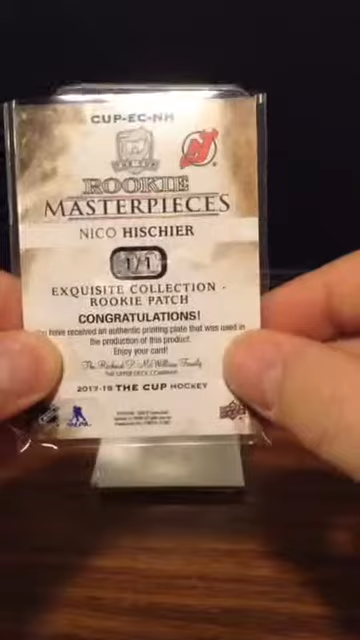 CUP-EC-NH
ROOKIE
MASTERPIECES
NICO HISCHIER
1/1
EXQUISITE COLLECTION -
ROOKIE PATCH
CONGRATULATIONS!
You have received an authentic printing plate that was used in
the production of this product.
Enjoy your card!
The Richard P. McWilliam Family
THE UPPER DECK COMPANY
2017-18 THE CUP HOCKEY